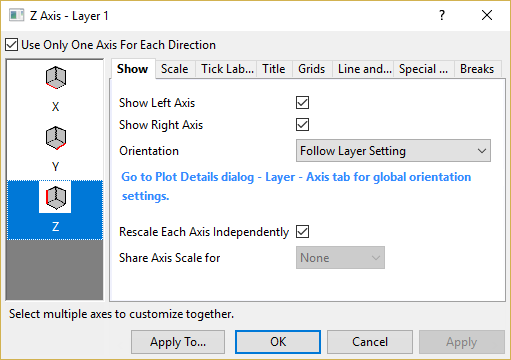 Z Axis - Layer 1
Use Only One Axis For Each Direction
X
Y
Z
Show Scale Tick Lab... Title Grids Line and... Special ... Breaks
Show Left Axis
Show Right Axis
Orientation Follow Layer Setting
Go to Plot Details dialog - Layer - Axis tab for global orientation
settings.
Rescale Each Axis Independently
Share Axis Scale for None
Select multiple axes to customize together.
Apply To... OK Cancel Apply